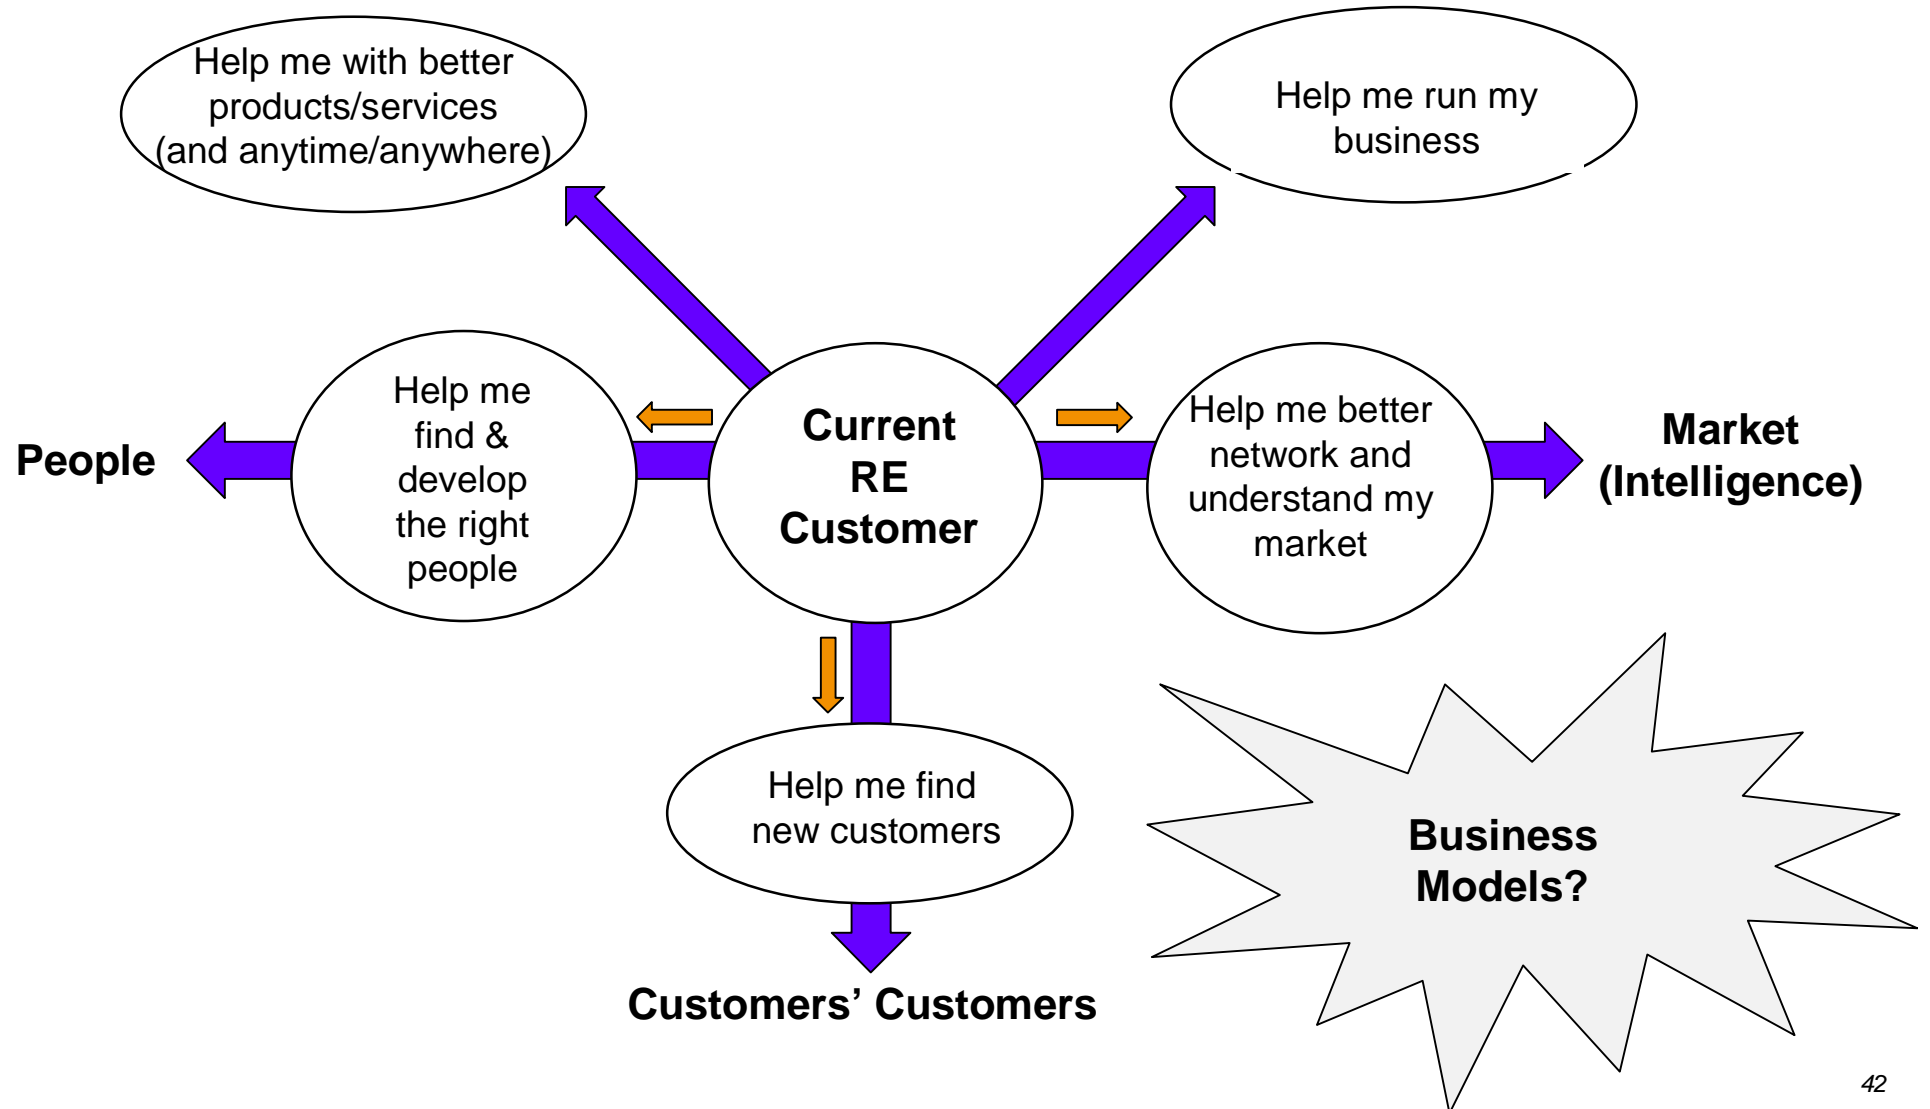 Help me with better
products/services
(and anytime/anywhere)
Help me run my
business
People
Help me
find &
develop
the right
people
Current
RE
Customer
Help me better
network and
understand my
market
Market
(Intelligence)
Help me find
new customers
Customers’ Customers
Business
Models?
42